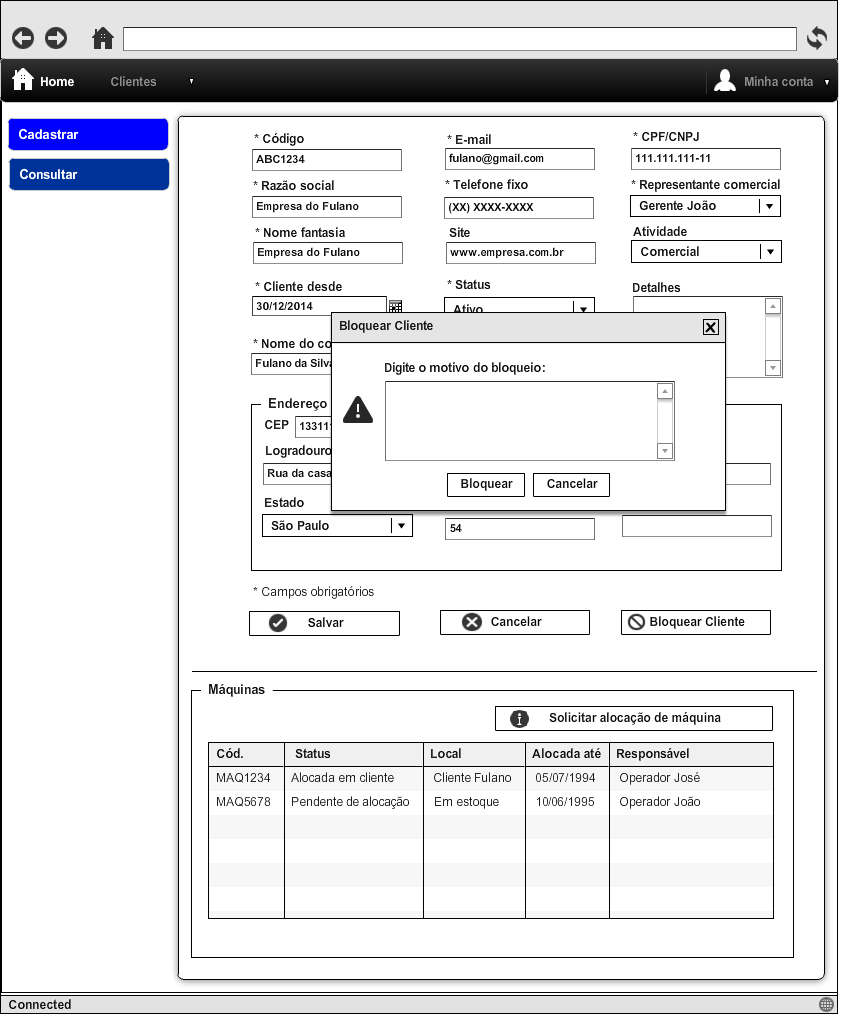 Home Clientes Minha conta
Cadastrar
Consultar
* Código * E-mail * CPF/CNPJ
ABC1234 fulano@gmail.com 111.111.111-11
* Razão social * Telefone fixo * Representante comercial
Empresa do Fulano (XX) XXXX-XXXX Gerente João
* Nome fantasia Site Atividade
Empresa do Fulano www.empresa.com.br Comercial
* Cliente desde * Status Detalhes
30/12/2014 Ativo
Bloquear Cliente
* Nome do co
Fulano da Silva
Digite o motivo do bloqueio:
Endereço
CEP 13311
Logradouro
Rua da casa
Bloquear Cancelar
Estado
São Paulo 54
* Campos obrigatórios
Salvar Cancelar Bloquear Cliente
Máquinas
Solicitar alocação de máquina
Cód. Status Local Alocada até Responsável
MAQ1234 Alocada em cliente Cliente Fulano 05/07/1994 Operador José
MAQ5678 Pendente de alocação Em estoque 10/06/1995 Operador João
Connected